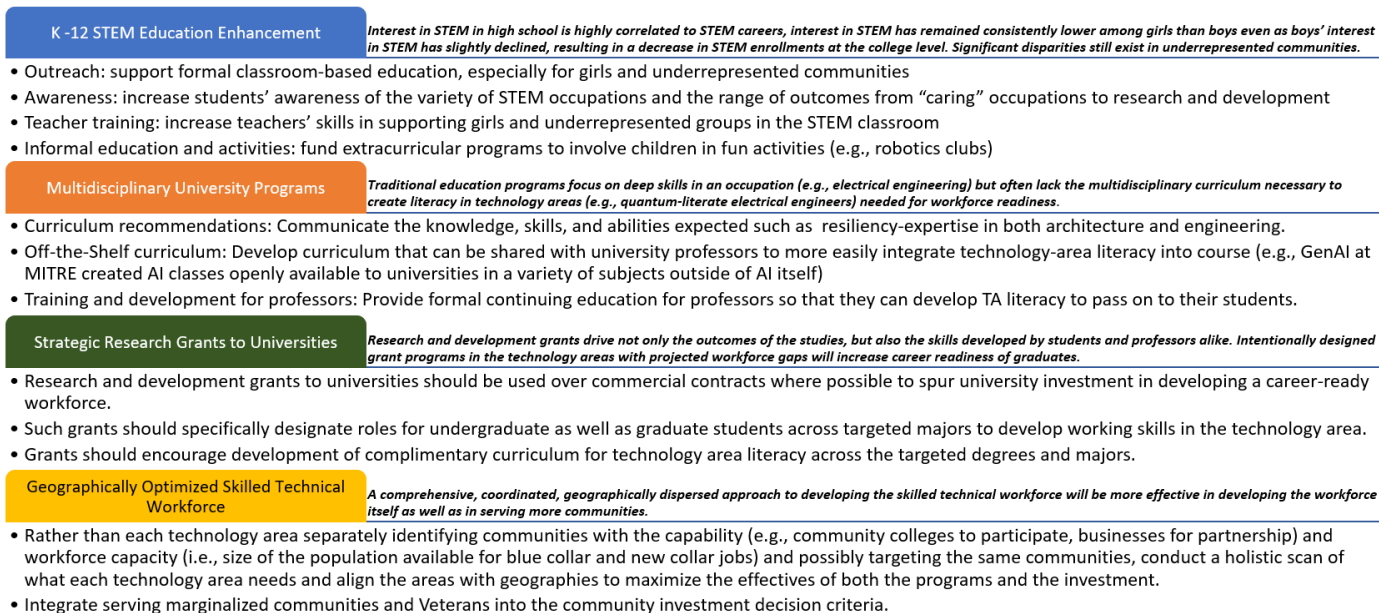 K -12 STEM Education Enhancement
Interest in STEM in high school is highly correlated to STEM careers, interest in STEM has remained consistently lower among girls than boys even as boys’ interest
in STEM has slightly declined, resulting in a decrease in STEM enrollments at the college level. Significant disparities still exist in underrepresented communities.
• Outreach: support formal classroom-based education, especially for girls and underrepresented communities
• Awareness: increase students’ awareness of the variety of STEM occupations and the range of outcomes from “caring” occupations to research and development
• Teacher training: increase teachers’ skills in supporting girls and underrepresented groups in the STEM classroom
• Informal education and activities: fund extracurricular programs to involve children in fun activities (e.g., robotics clubs)
Multidisciplinary University Programs
Traditional education programs focus on deep skills in an occupation (e.g., electrical engineering) but often lack the multidisciplinary curriculum necessary to
create literacy in technology areas (e.g., quantum-literate electrical engineers) needed for workforce readiness.
• Curriculum recommendations: Communicate the knowledge, skills, and abilities expected such as resiliency-expertise in both architecture and engineering.
• Off-the-Shelf curriculum: Develop curriculum that can be shared with university professors to more easily integrate technology-area literacy into course (e.g., GenAI at
MITRE created AI classes openly available to universities in a variety of subjects outside of AI itself)
• Training and development for professors: Provide formal continuing education for professors so that they can develop TA literacy to pass on to their students.
Strategic Research Grants to Universities
Research and development grants drive not only the outcomes of the studies, but also the skills developed by students and professors alike. Intentionally designed
grant programs in the technology areas with projected workforce gaps will increase career readiness of graduates.
• Research and development grants to universities should be used over commercial contracts where possible to spur university investment in developing a career-ready
workforce.
• Such grants should specifically designate roles for undergraduate as well as graduate students across targeted majors to develop working skills in the technology area.
• Grants should encourage development of complimentary curriculum for technology area literacy across the targeted degrees and majors.
Geographically Optimized Skilled Technical
Workforce
A comprehensive, coordinated, geographically dispersed approach to developing the skilled technical workforce will be more effective in developing the workforce
itself as well as in serving more communities.
• Rather than each technology area separately identifying communities with the capability (e.g., community colleges to participate, businesses for partnership) and
workforce capacity (i.e., size of the population available for blue collar and new collar jobs) and possibly targeting the same communities, conduct a holistic scan of
what each technology area needs and align the areas with geographies to maximize the effectives of both the programs and the investment.
• Integrate serving marginalized communities and Veterans into the community investment decision criteria.